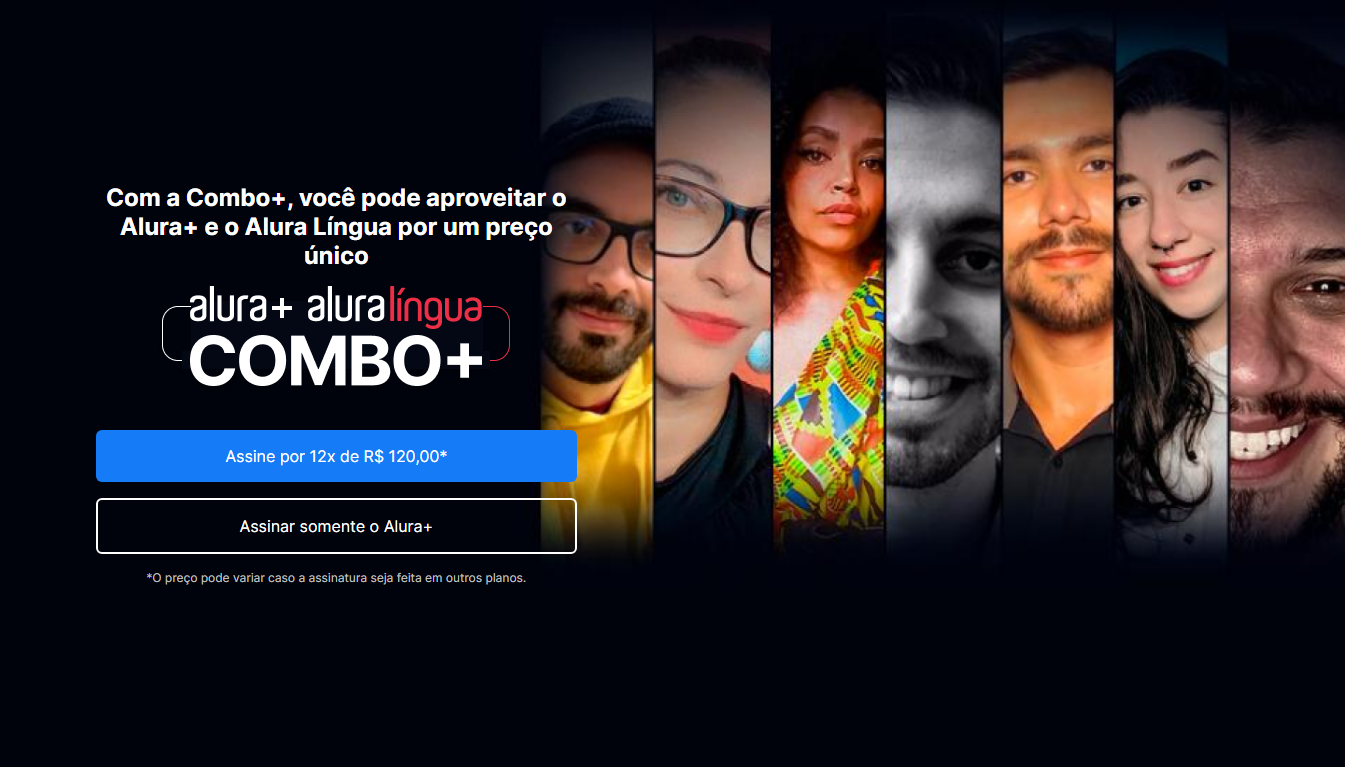 Com a Combo+, você pode aproveitar o
Alura+ e o Alura Língua por um preço
único
alura+ aluralíngua
COMBO+
Assine por 12x de R$ 120,00*
Assinar somente o Alura+
*O preço pode variar caso a assinatura seja feita em outros planos.